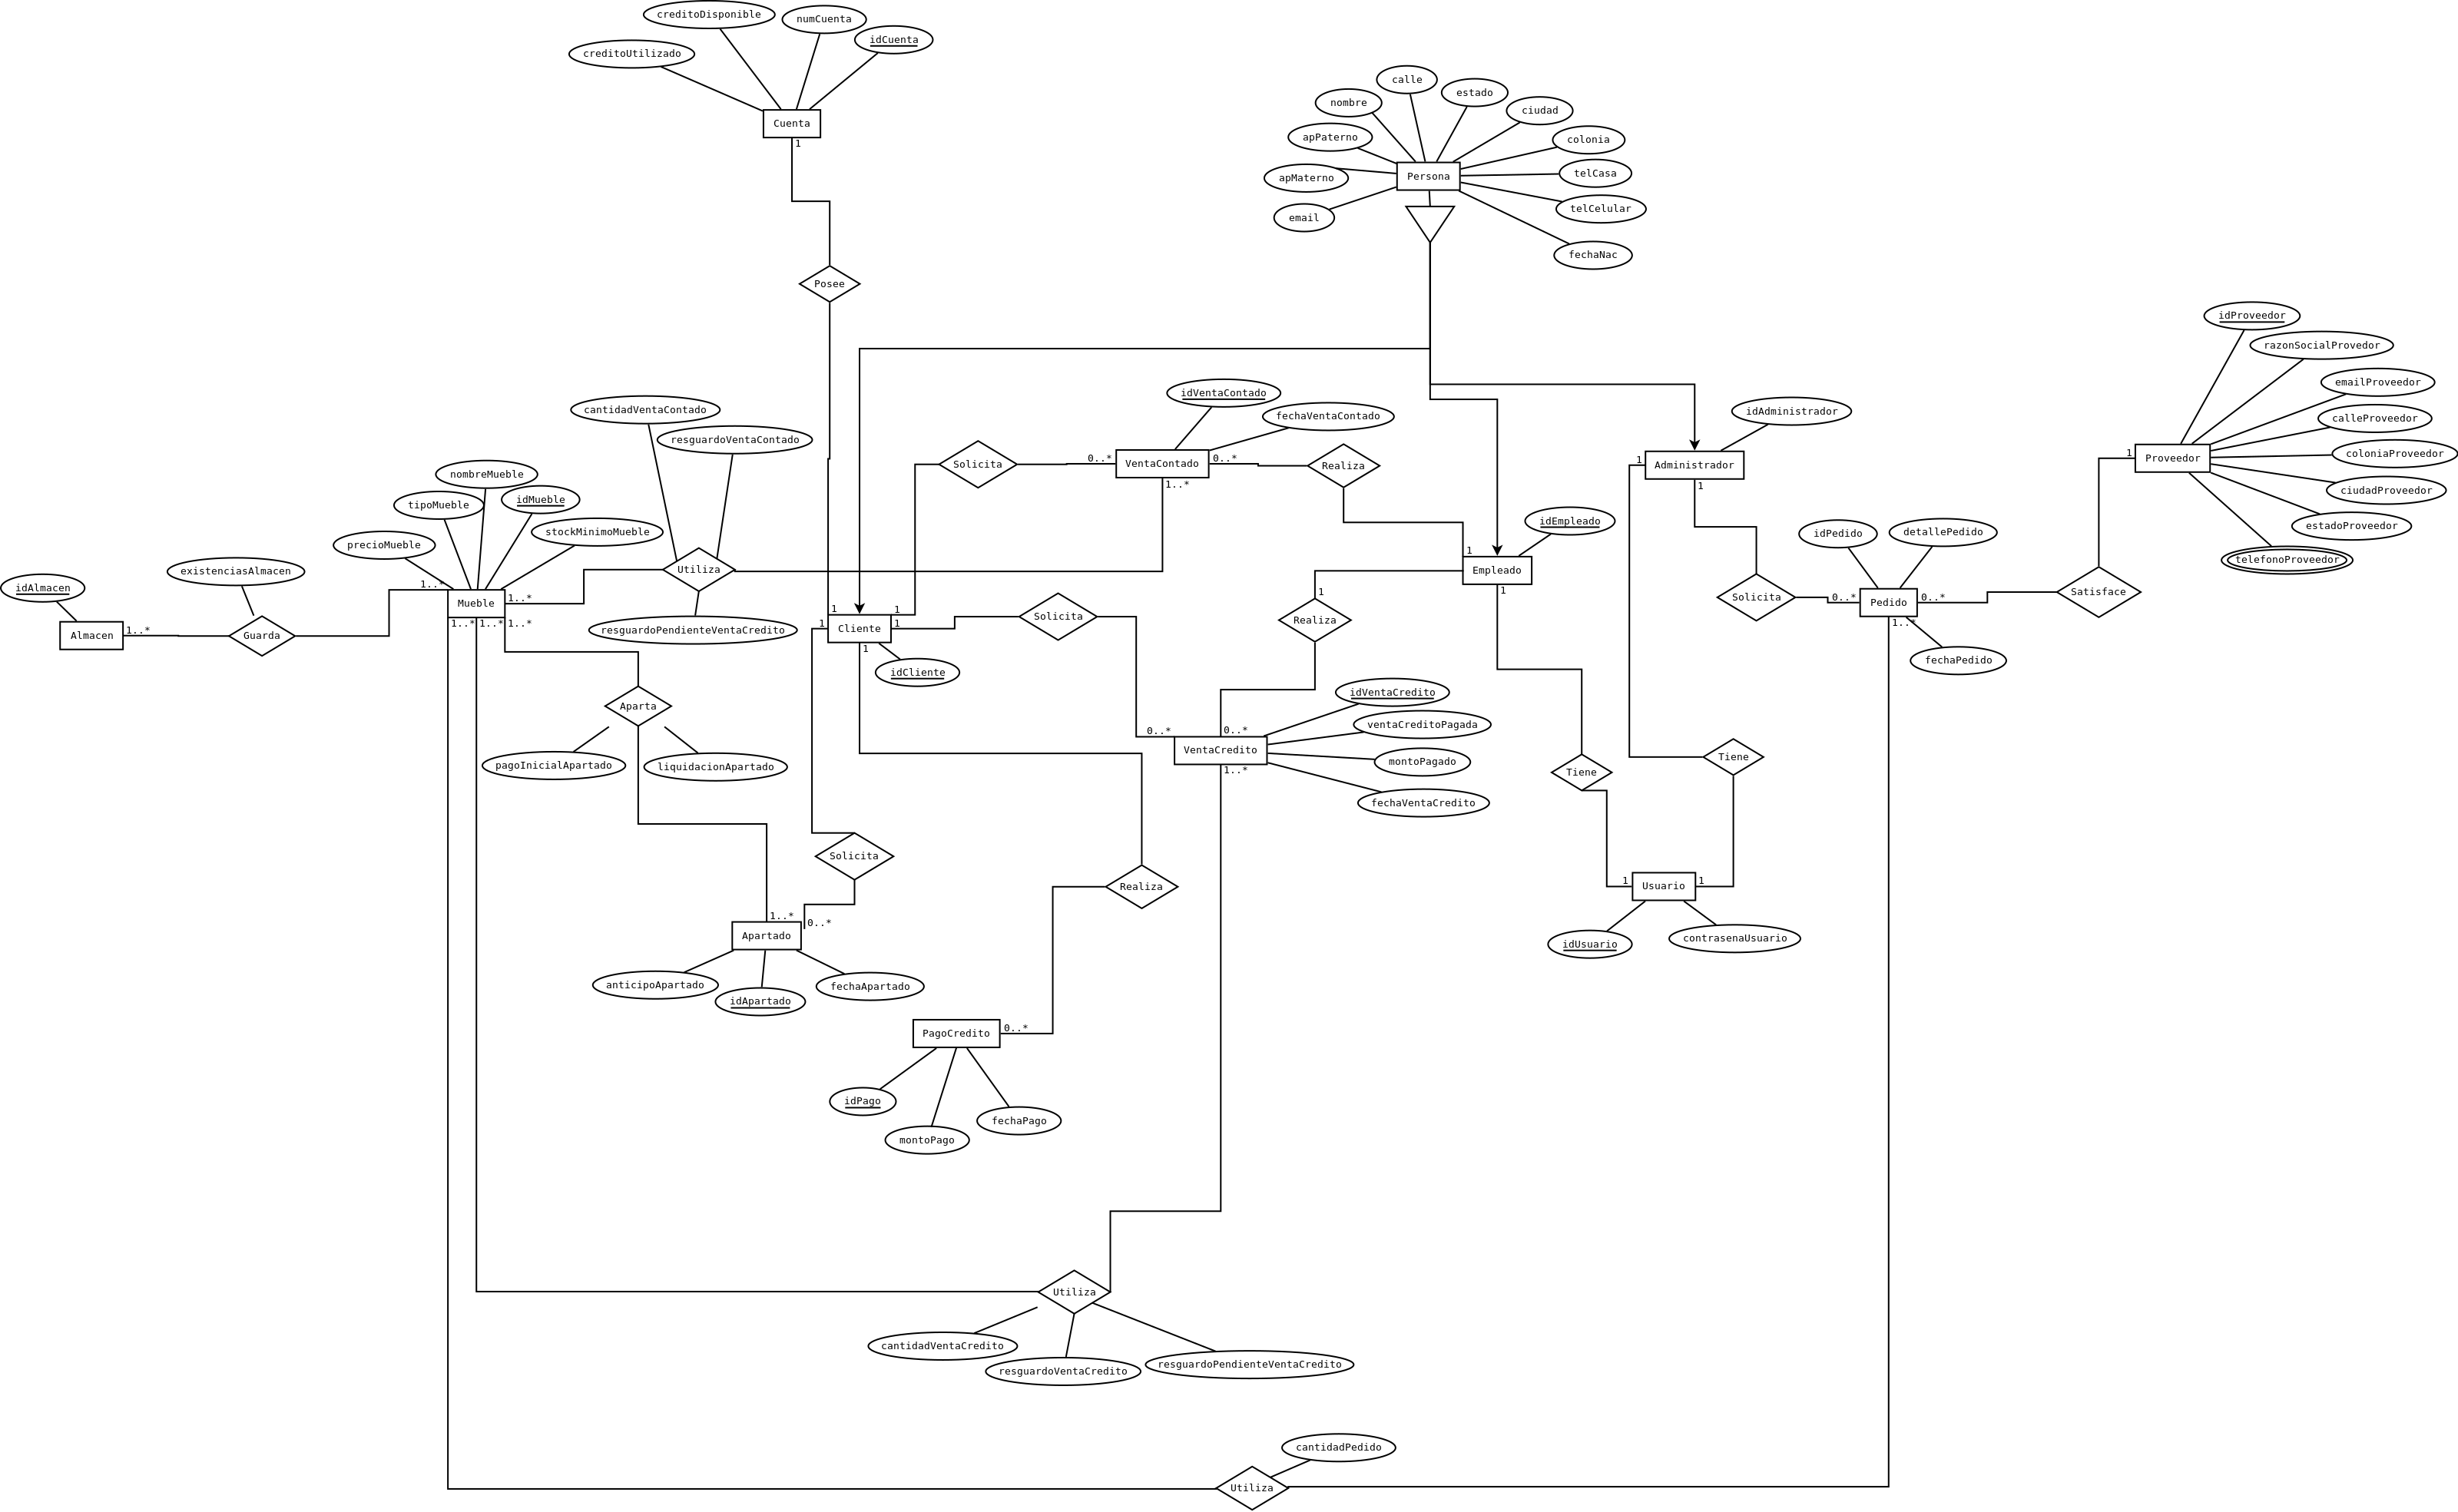 creditoDisponible
numCuenta
idCuenta
creditoUtilizado
Cuenta
1
Posee
calle
estado
nombre
ciudad
apPaterno
colonia
Persona
telCasa
apMaterno
telCelular
email
fechaNac
idProveedor
razonSocialProvedor
emailProveedor
calleProveedor
coloniaProveedor
ciudadProveedor
estadoProveedor
telefonoProveedor
1
Proveedor
cantidadVentaContado
resguardoVentaContado
idVentaContado
fechaVentaContado
idAdministrador
Solicita
0..*
VentaContado
0..*
Realiza
1..*
1
Administrador
1
nombreMueble
tipoMueble
idMueble
stockMinimoMueble
precioMueble
idEmpleado
1
Empleado
1
idPedido
detallePedido
existenciasAlmacen
idAlmacen
Utiliza
1..*
Mueble
1..*
1..*
1..*
1..*
Almacen
1..*
Guarda
resguardoPendienteVentaCredito
1
1
1
Cliente
1
1
idCliente
Solicita
1
Realiza
Solicita
0..*
Pedido
0..*
1..*
Satisface
fechaPedido
Aparta
pagoInicialApartado
liquidacionApartado
idVentaCredito
ventaCreditoPagada
montoPagado
fechaVentaCredito
0..*
0..*
VentaCredito
1..*
Tiene
Tiene
Solicita
Realiza
1
Usuario
1
idUsuario
contrasenaUsuario
1..*
0..*
Apartado
anticipoApartado
idApartado
fechaApartado
PagoCredito
0..*
idPago
fechaPago
montoPago
Utiliza
cantidadVentaCredito
resguardoVentaCredito
resguardoPendienteVentaCredito
cantidadPedido
Utiliza